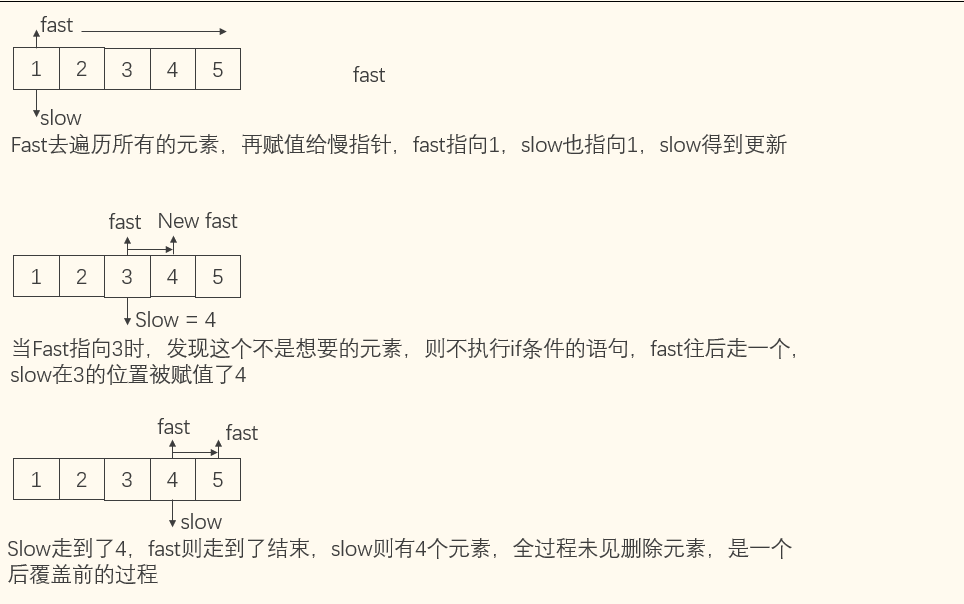 fast
1 2 3 4 5
fast
slow
Fast去遍历所有的元素，再赋值给慢指针，fast指向1，slow也指向1，slow得到更新
fast New fast
1 2 3 4 5
Slow = 4
当Fast指向3时，发现这个不是想要的元素，则不执行if条件的语句，fast往后走一个，
slow在3的位置被赋值了4
fast fast
1 2 3 4 5
slow
Slow走到了4，fast则走到了结束，slow则有4个元素，全过程未见删除元素，是一个
后覆盖前的过程